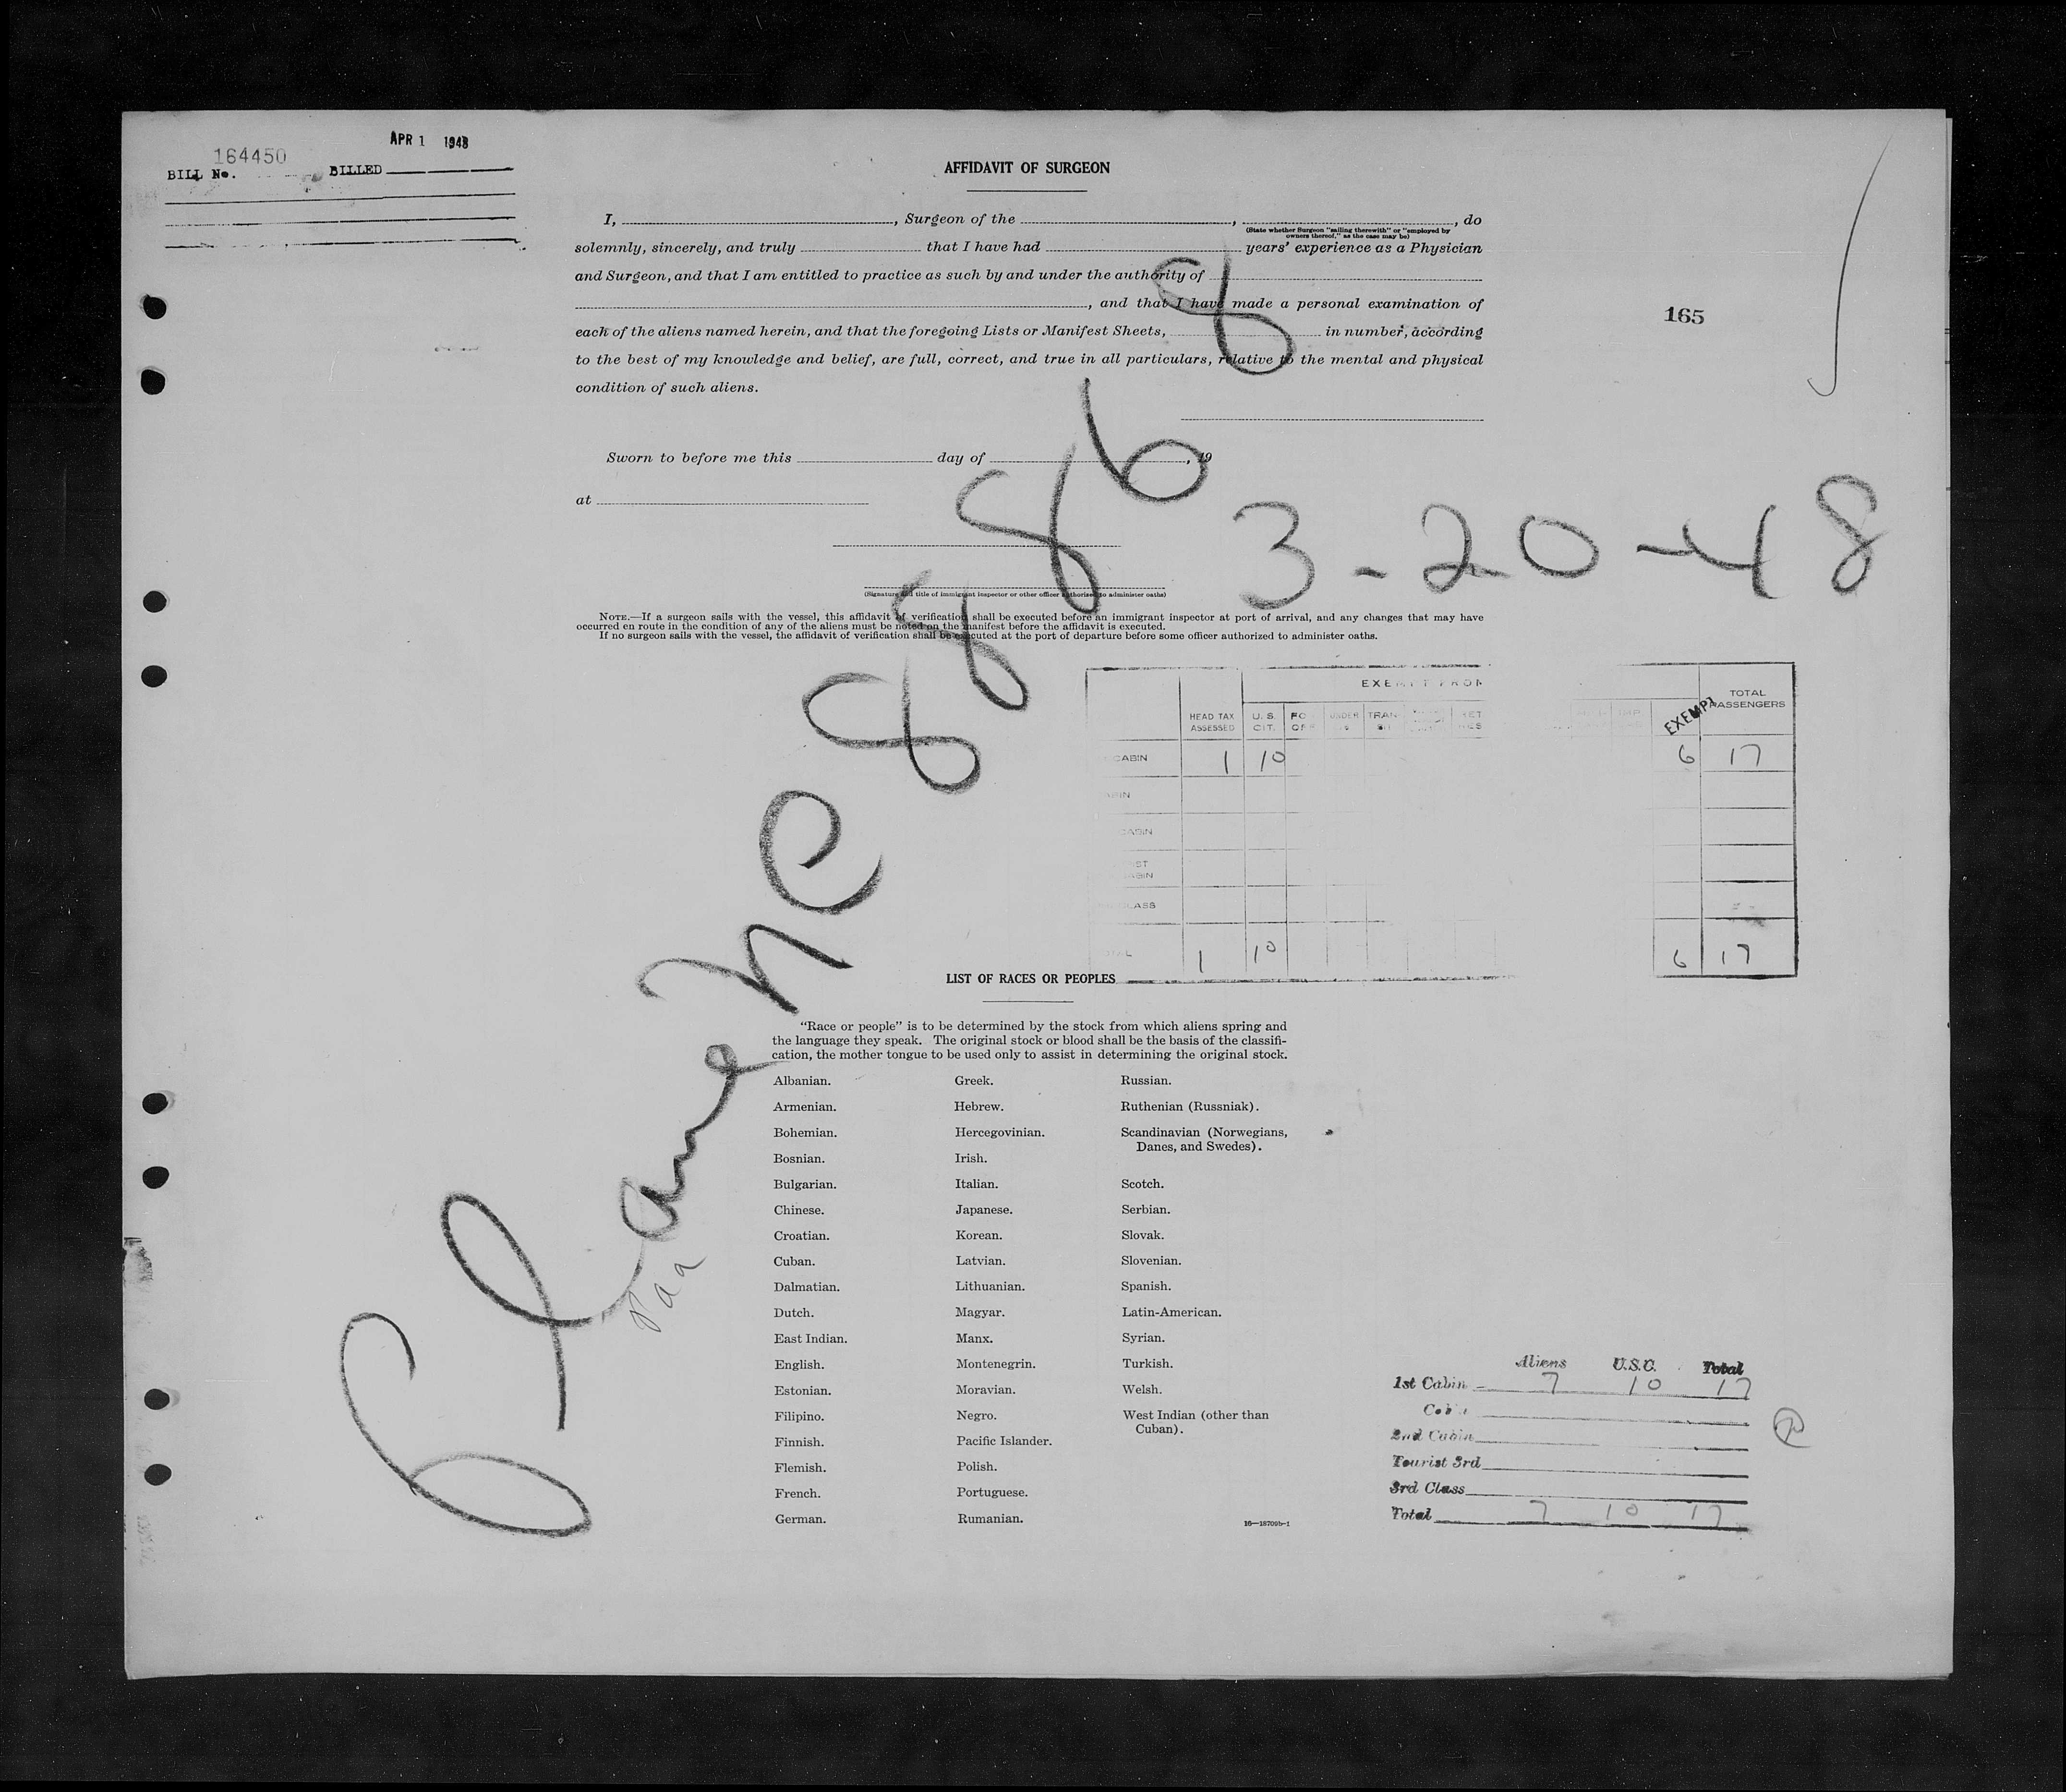 APR 1 1948
164450
BILL No. BILLED
AFFIDAVIT OF SURGEON
I, , Surgeon of the , , do
(State whether Surgeon "sailing therewith" or "employed by
owners thereof," as the case may be)
solemnly, sincerely, and truly that I have had years' experience as a Physician
and Surgeon, and that I am entitled to practice as such by and under the authority of
, and that I have made a personal examination of
each of the aliens named herein, and that the foregoing Lists or Manifest Sheets, in number, according
to the best of my knowledge and belief, are full, correct, and true in all particulars, relative to the mental and physical
condition of such aliens.
165
Sworn to before me this day of , 19
at
Plane NC 88868
3-20-48
Paa
(Signature and title of immigrant inspector or other officer authorized to administer oaths)
NOTE.—If a surgeon sails with the vessel, this affidavit of verification shall be executed before an immigrant inspector at port of arrival, and any changes that may have
occurred en route in the condition of any of the aliens must be noted on the manifest before the affidavit is executed.
If no surgeon sails with the vessel, the affidavit of verification shall be executed at the port of departure before some officer authorized to administer oaths.
EXEMPT FROM
HEAD TAX ASSESSED U. S. CIT. UNDER 16 EXEMPT TOTAL PASSENGERS
CABIN 1 10 6 17
CABIN
1 10 6 17
LIST OF RACES OR PEOPLES
"Race or people" is to be determined by the stock from which aliens spring and
the language they speak. The original stock or blood shall be the basis of the classifi-
cation, the mother tongue to be used only to assist in determining the original stock.
Albanian. Greek. Russian.
Armenian. Hebrew. Ruthenian (Russniak).
Bohemian. Hercegovinian. Scandinavian (Norwegians,
Danes, and Swedes).
Bosnian. Irish.
Bulgarian. Italian. Scotch.
Chinese. Japanese. Serbian.
Croatian. Korean. Slovak.
Cuban. Latvian. Slovenian.
Dalmatian. Lithuanian. Spanish.
Dutch. Magyar. Latin-American.
East Indian. Manx. Syrian.
English. Montenegrin. Turkish.
Estonian. Moravian. Welsh.
Filipino. Negro. West Indian (other than
Cuban).
Finnish. Pacific Islander.
Flemish. Polish.
French. Portuguese.
German. Rumanian.
16—18709b-1
Aliens U.S.C. Total
1st Cabin 7 10 17
Cabin
2nd Cabin
Tourist 3rd
3rd Class
Total 7 10 17